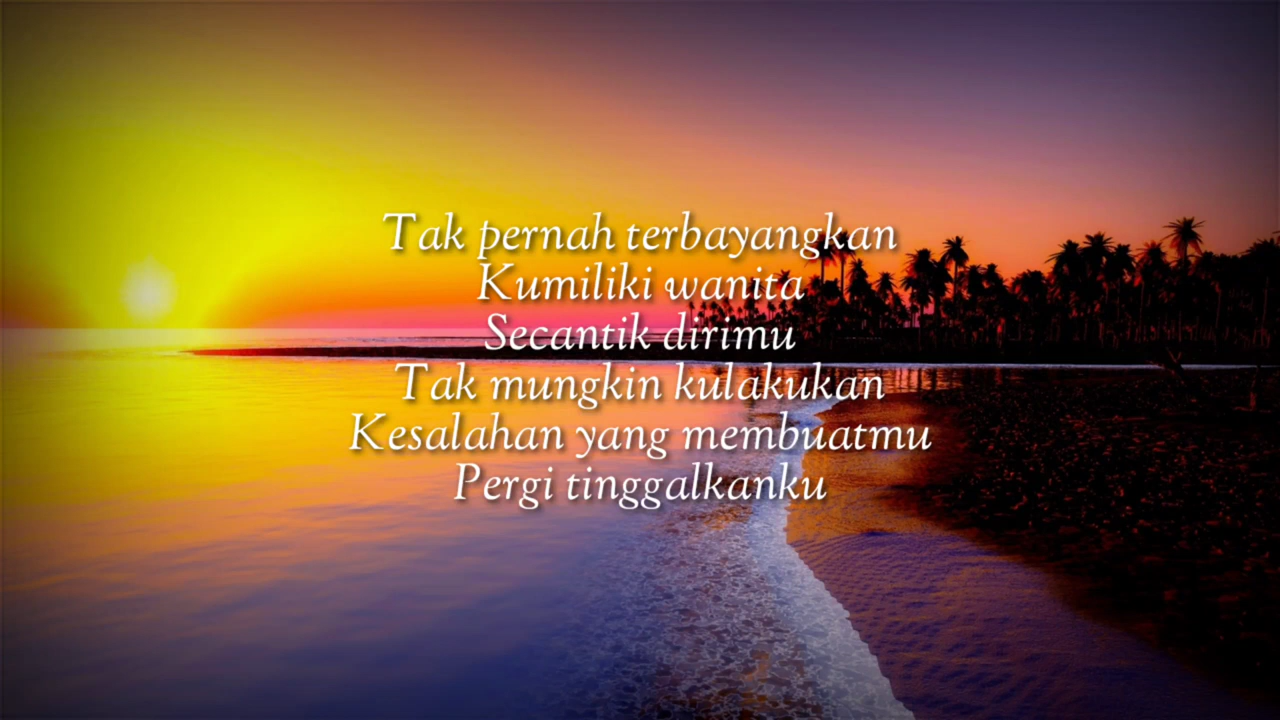 Tak pernah terbayangkan
Kumiliki wanita
Secantik dirimu
Tak mungkin kulakukan
Kesalahan yang membuatmu
Pergi tinggalkanku